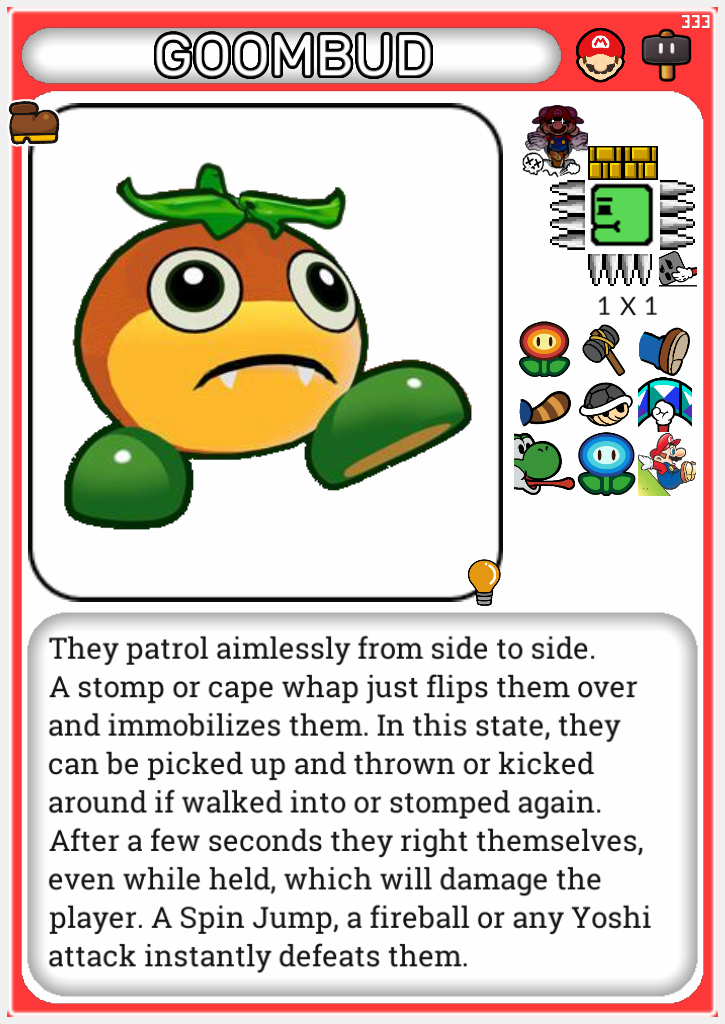 333
GOOMBUD
1 X 1
They patrol aimlessly from side to side.
A stomp or cape whap just flips them over
and immobilizes them. In this state, they
can be picked up and thrown or kicked
around if walked into or stomped again.
After a few seconds they right themselves,
even while held, which will damage the
player. A Spin Jump, a fireball or any Yoshi
attack instantly defeats them.